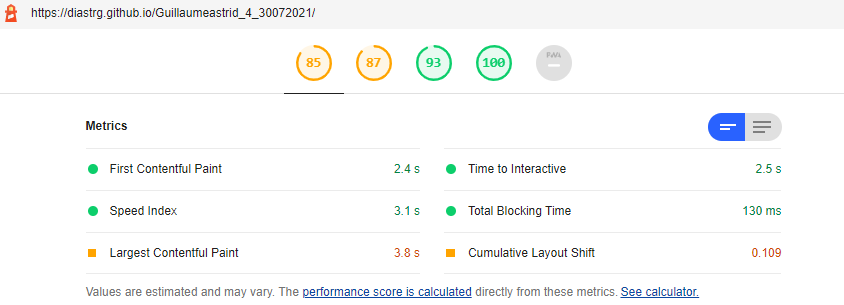 https://diastrg.github.io/Guillaumeastrid_4_30072021/
85 87 93 100 PWA
Metrics
First Contentful Paint 2.4 s Time to Interactive 2.5 s
Speed Index 3.1 s Total Blocking Time 130 ms
Largest Contentful Paint 3.8 s Cumulative Layout Shift 0.109
Values are estimated and may vary. The performance score is calculated directly from these metrics. See calculator.